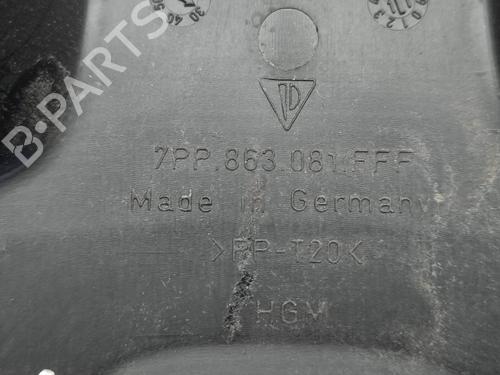 B-PARTS
7PP.863.081.FFF
Made in Germany
>PP-T20<
HGM